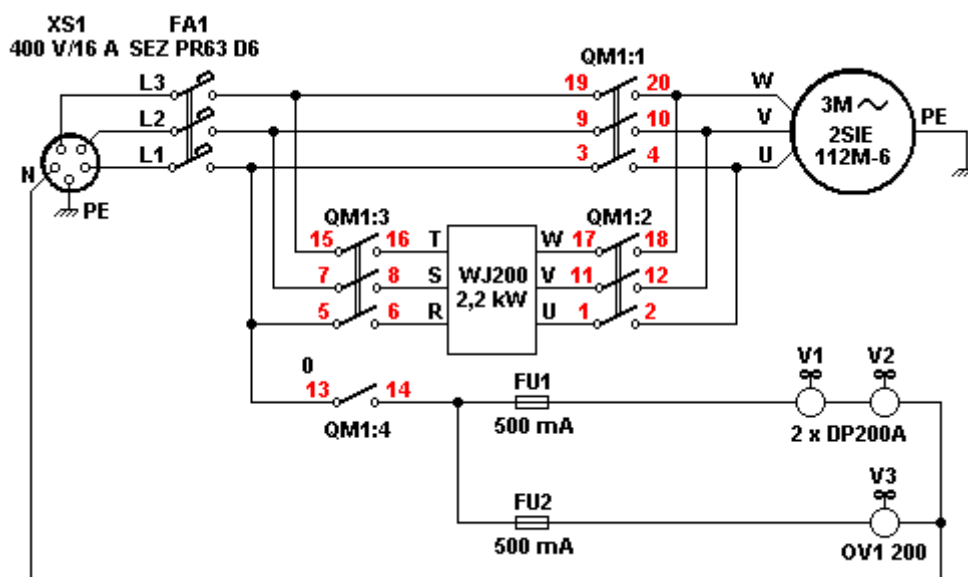 XS1 FA1
400 V/16 A SEZ PR63 D6
QM1:1
L3 19 20 W
3M
L2 9 10 V PE
2SIE
L1 3 4 U 112M-6
N
PE
QM1:3 QM1:2
15 16 T W 17 18
7 8 S WJ200 V 11 12
2,2 kW
5 6 R U 1 2
0 V1 V2
13 14 FU1
QM1:4 500 mA 2 x DP200A
V3
FU2
500 mA OV1 200